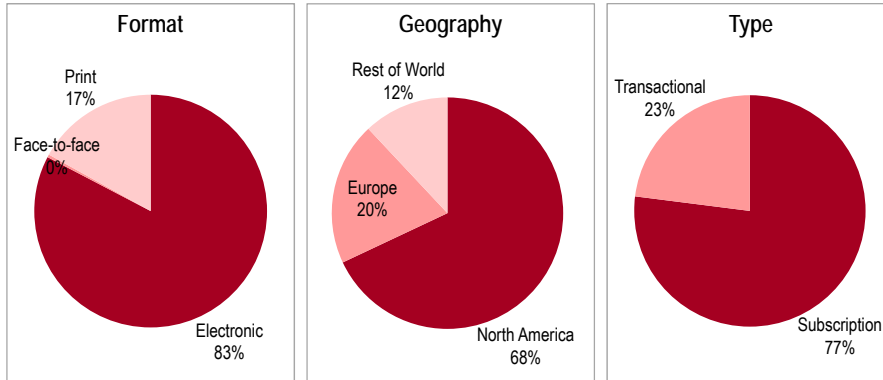 Format
Print
17%
Face-to-face
0%
Electronic
83%
Geography
Rest of World
12%
Europe
20%
North America
68%
Type
Transactional
23%
Subscription
77%